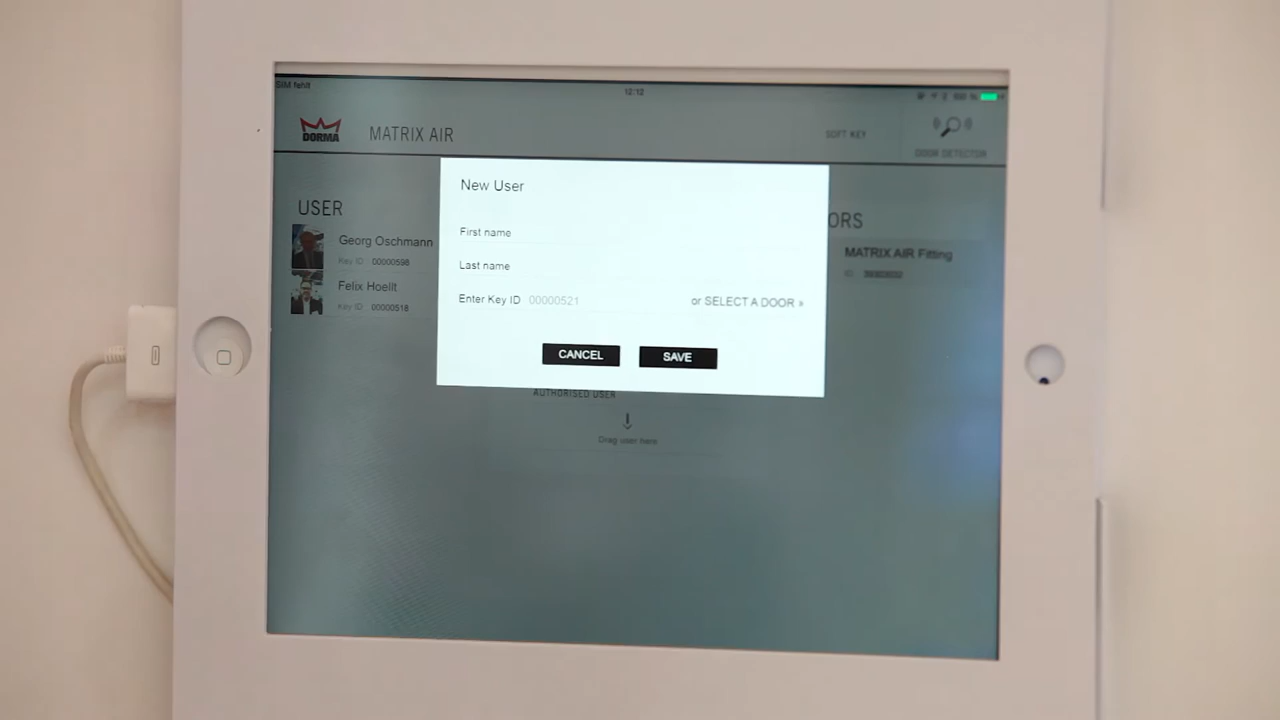 SIM fehlt
12:12
DORMA
MATRIX AIR
SOFT KEY
DOOR DETECTOR
USER
Georg Oschmann
Key ID 00000598
Felix Hoellt
Key ID 00000518
New User
First name
Last name
Enter Key ID 00000521
or SELECT A DOOR »
CANCEL
SAVE
ORS
MATRIX AIR Fitting
ID
AUTHORISED USER
Drag user here